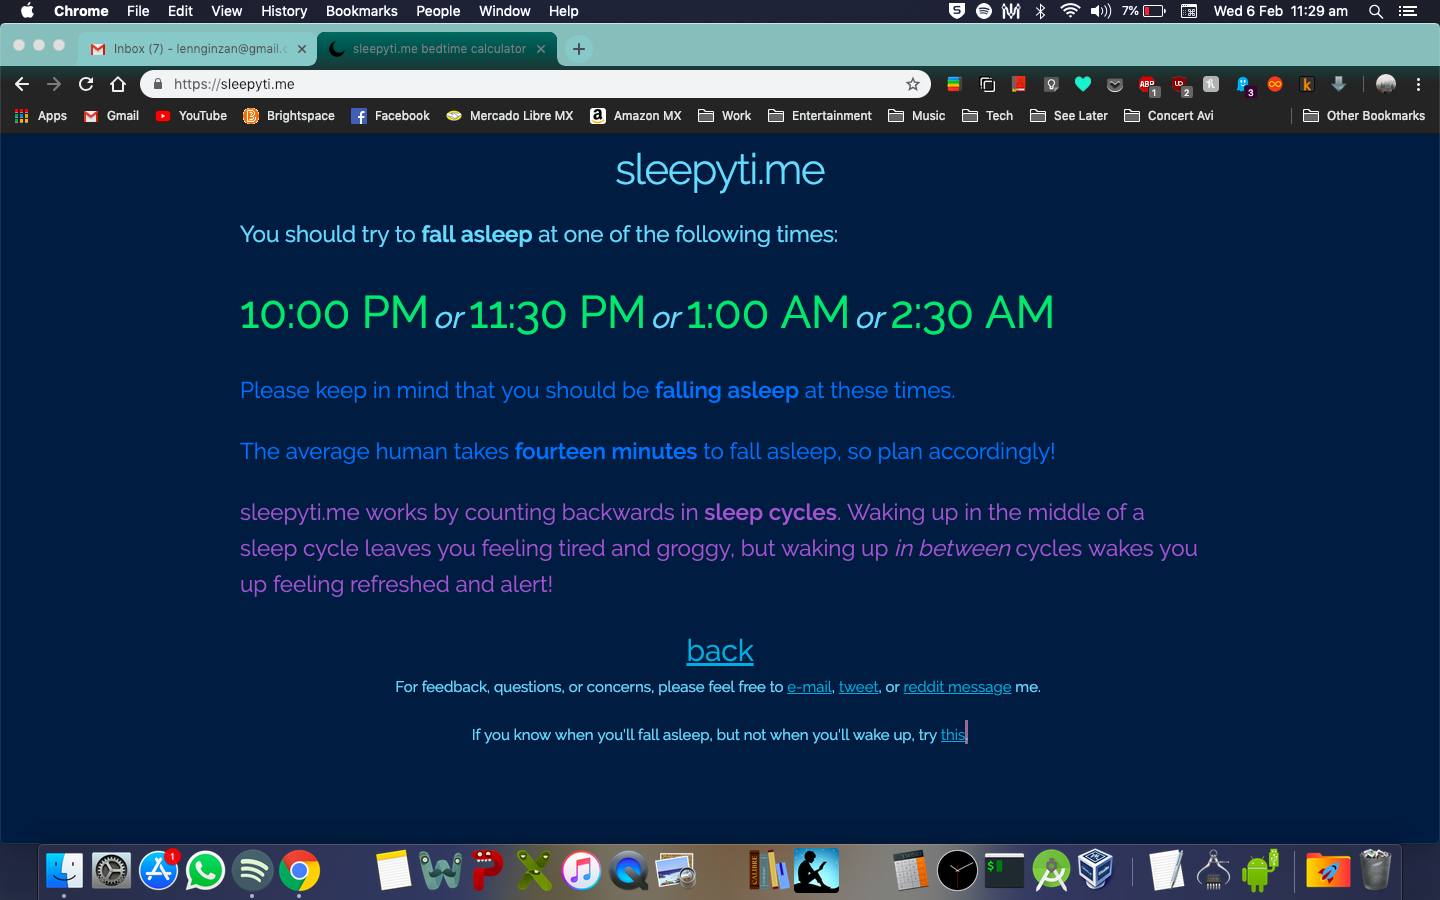 Chrome File Edit View History Bookmarks People Window Help 7% Wed 6 Feb 11:29 am
Inbox (7) - lennginzan@gmail.c sleepyti.me bedtime calculator
https://sleepyti.me ABP 1 UD 2 3 k
Apps Gmail YouTube Brightspace Facebook Mercado Libre MX Amazon MX Work Entertainment Music Tech See Later Concert Avi Other Bookmarks
sleepyti.me
You should try to fall asleep at one of the following times:
10:00 PM or 11:30 PM or 1:00 AM or 2:30 AM
Please keep in mind that you should be falling asleep at these times.
The average human takes fourteen minutes to fall asleep, so plan accordingly!
sleepyti.me works by counting backwards in sleep cycles. Waking up in the middle of a
sleep cycle leaves you feeling tired and groggy, but waking up in between cycles wakes you
up feeling refreshed and alert!
back
For feedback, questions, or concerns, please feel free to e-mail, tweet, or reddit message me.
If you know when you'll fall asleep, but not when you'll wake up, try this.
1 CALIBRE $